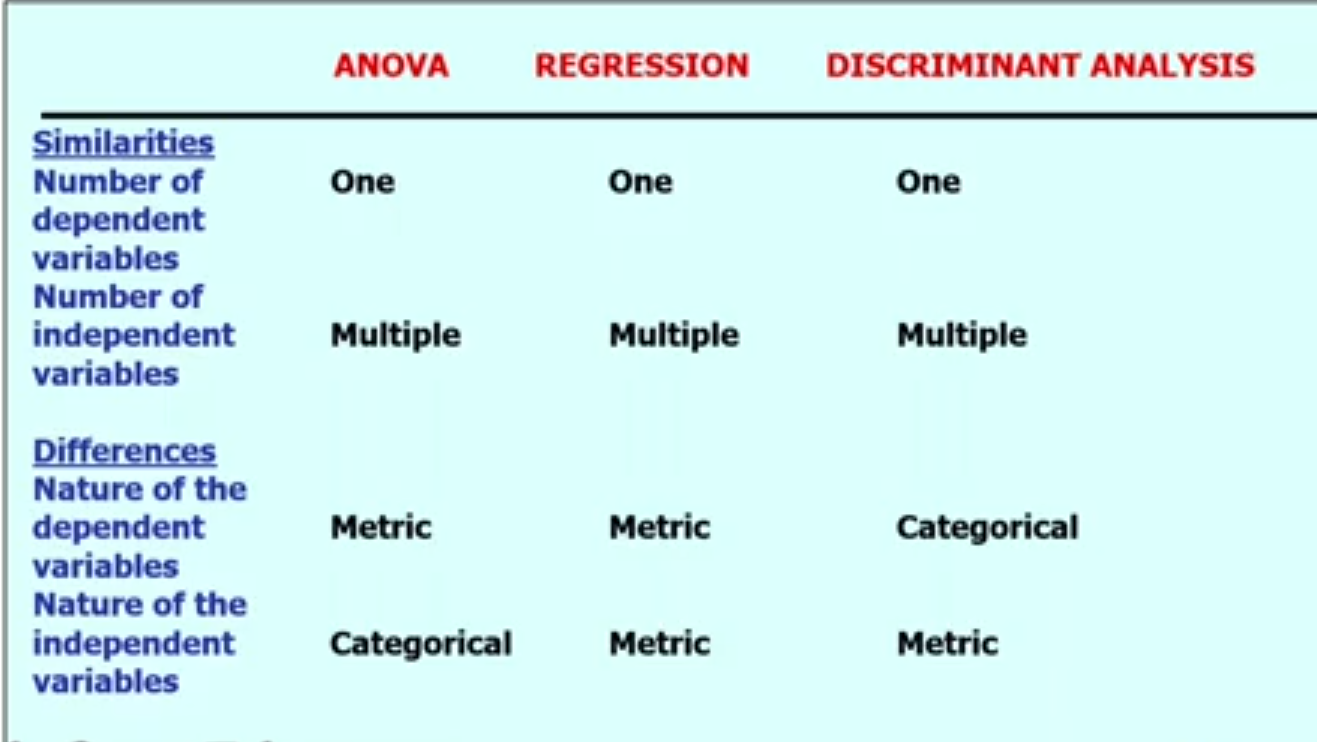 ANOVA REGRESSION DISCRIMINANT ANALYSIS
Similarities
Number of One One One
dependent
variables
Number of
independent Multiple Multiple Multiple
variables
Differences
Nature of the
dependent Metric Metric Categorical
variables
Nature of the
independent Categorical Metric Metric
variables